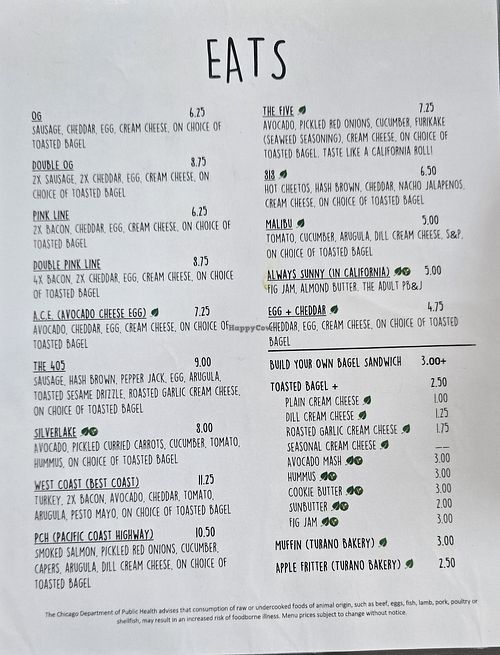 EATS
OG 6.25
SAUSAGE, CHEDDAR, EGG, CREAM CHEESE, ON CHOICE OF
TOASTED BAGEL
DOUBLE OG 8.75
2X SAUSAGE, 2X CHEDDAR, EGG, CREAM CHEESE, ON
CHOICE OF TOASTED BAGEL
PINK LINE 6.25
2X BACON, CHEDDAR, EGG, CREAM CHEESE, ON CHOICE OF
TOASTED BAGEL
DOUBLE PINK LINE 8.75
4X BACON, 2X CHEDDAR, EGG, CREAM CHEESE, ON CHOICE
OF TOASTED BAGEL
A.C.E. (AVOCADO CHEESE EGG) 7.25
AVOCADO, CHEDDAR, EGG, CREAM CHEESE, ON CHOICE OF
TOASTED BAGEL
THE 405 9.00
SAUSAGE, HASH BROWN, PEPPER JACK, EGG, ARUGULA,
TOASTED SESAME DRIZZLE, ROASTED GARLIC CREAM CHEESE,
ON CHOICE OF TOASTED BAGEL
SILVERLAKE 8.00
AVOCADO, PICKLED CURRIED CARROTS, CUCUMBER, TOMATO,
HUMMUS, ON CHOICE OF TOASTED BAGEL
WEST COAST (BEST COAST) 11.25
TURKEY, 2X BACON, AVOCADO, CHEDDAR, TOMATO,
ARUGULA, PESTO MAYO, ON CHOICE OF TOASTED BAGEL
PCH (PACIFIC COAST HIGHWAY) 10.50
SMOKED SALMON, PICKLED RED ONIONS, CUCUMBER,
CAPERS, ARUGULA, DILL CREAM CHEESE, ON CHOICE OF
TOASTED BAGEL
THE FIVE 7.25
AVOCADO, PICKLED RED ONIONS, CUCUMBER, FURIKAKE
(SEAWEED SEASONING), CREAM CHEESE, ON CHOICE OF
TOASTED BAGEL. TASTE LIKE A CALIFORNIA ROLL!
818 6.50
HOT CHEETOS, HASH BROWN, CHEDDAR, NACHO JALAPENOS,
CREAM CHEESE, ON CHOICE OF TOASTED BAGEL
MALIBU 5.00
TOMATO, CUCUMBER, ARUGULA, DILL CREAM CHEESE, S&P,
ON CHOICE OF TOASTED BAGEL
ALWAYS SUNNY (IN CALIFORNIA) 5.00
FIG JAM, ALMOND BUTTER. THE ADULT PB&J
EGG + CHEDDAR 4.75
CHEDDAR, EGG, CREAM CHEESE, ON CHOICE OF TOASTED
BAGEL
BUILD YOUR OWN BAGEL SANDWICH 3.00+
TOASTED BAGEL + 2.50
PLAIN CREAM CHEESE 1.00
DILL CREAM CHEESE 1.25
ROASTED GARLIC CREAM CHEESE 1.75
SEASONAL CREAM CHEESE __
AVOCADO MASH 3.00
HUMMUS 3.00
COOKIE BUTTER 3.00
SUNBUTTER 2.00
FIG JAM 3.00
MUFFIN (TURANO BAKERY) 3.00
APPLE FRITTER (TURANO BAKERY) 2.50
HappyCow
The Chicago Department of Public Health advises that consumption of raw or undercooked foods of animal origin, such as beef, eggs, fish, lamb, pork, poultry or
shellfish, may result in an increased risk of foodborne illness. Menu prices subject to change without notice.